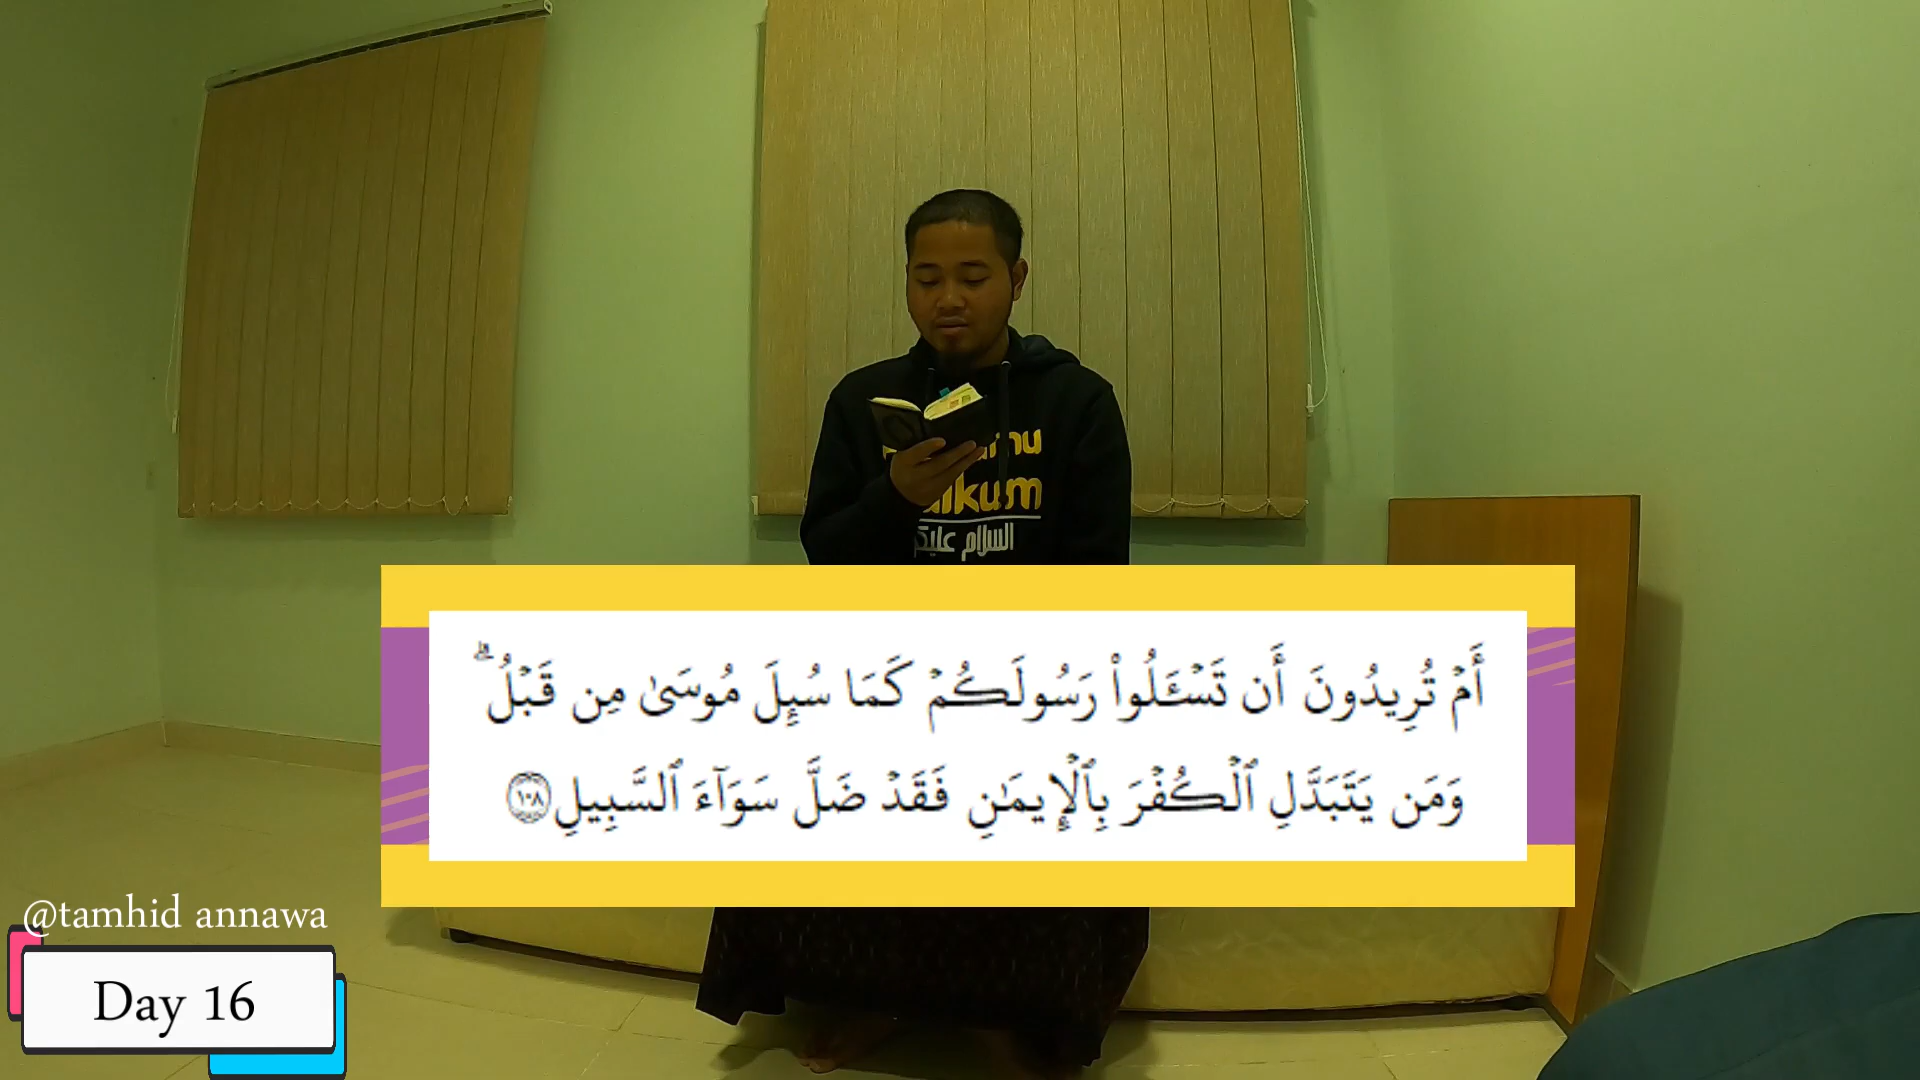 السلام عليكم
أَمۡ تُرِيدُونَ أَن تَسۡـَٔلُواْ رَسُولَكُمۡ كَمَا سُئِلَ مُوسَىٰ مِن قَبۡلُۗ
وَمَن يَتَبَدَّلِ ٱلۡكُفۡرَ بِٱلۡإِيمَٰنِ فَقَدۡ ضَلَّ سَوَآءَ ٱلسَّبِيلِ ١٠٨
@tamhid annawa
Day 16